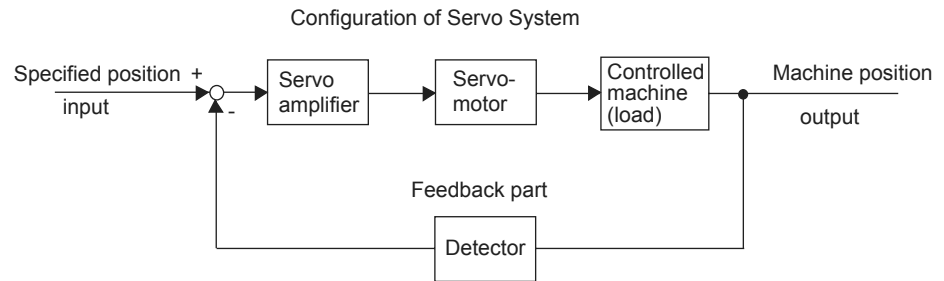 Configuration of Servo System
Specified position
+
input
-
Servo
amplifier
Servo-
motor
Controlled
machine
(load)
Machine position
output
Feedback part
Detector